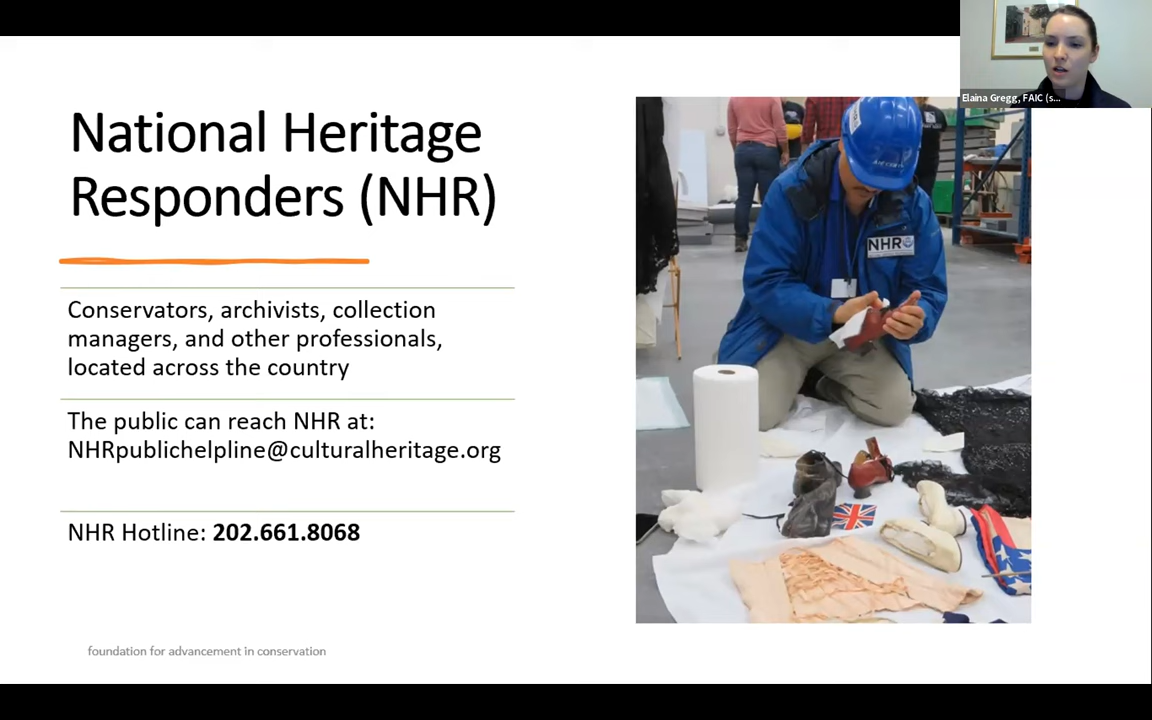 Elaina Gregg, FAIC (s...
National Heritage
Responders (NHR)
NHR
Conservators, archivists, collection
managers, and other professionals,
located across the country
The public can reach NHR at:
NHRpublichelpline@culturalheritage.org
NHR Hotline: 202.661.8068
foundation for advancement in conservation